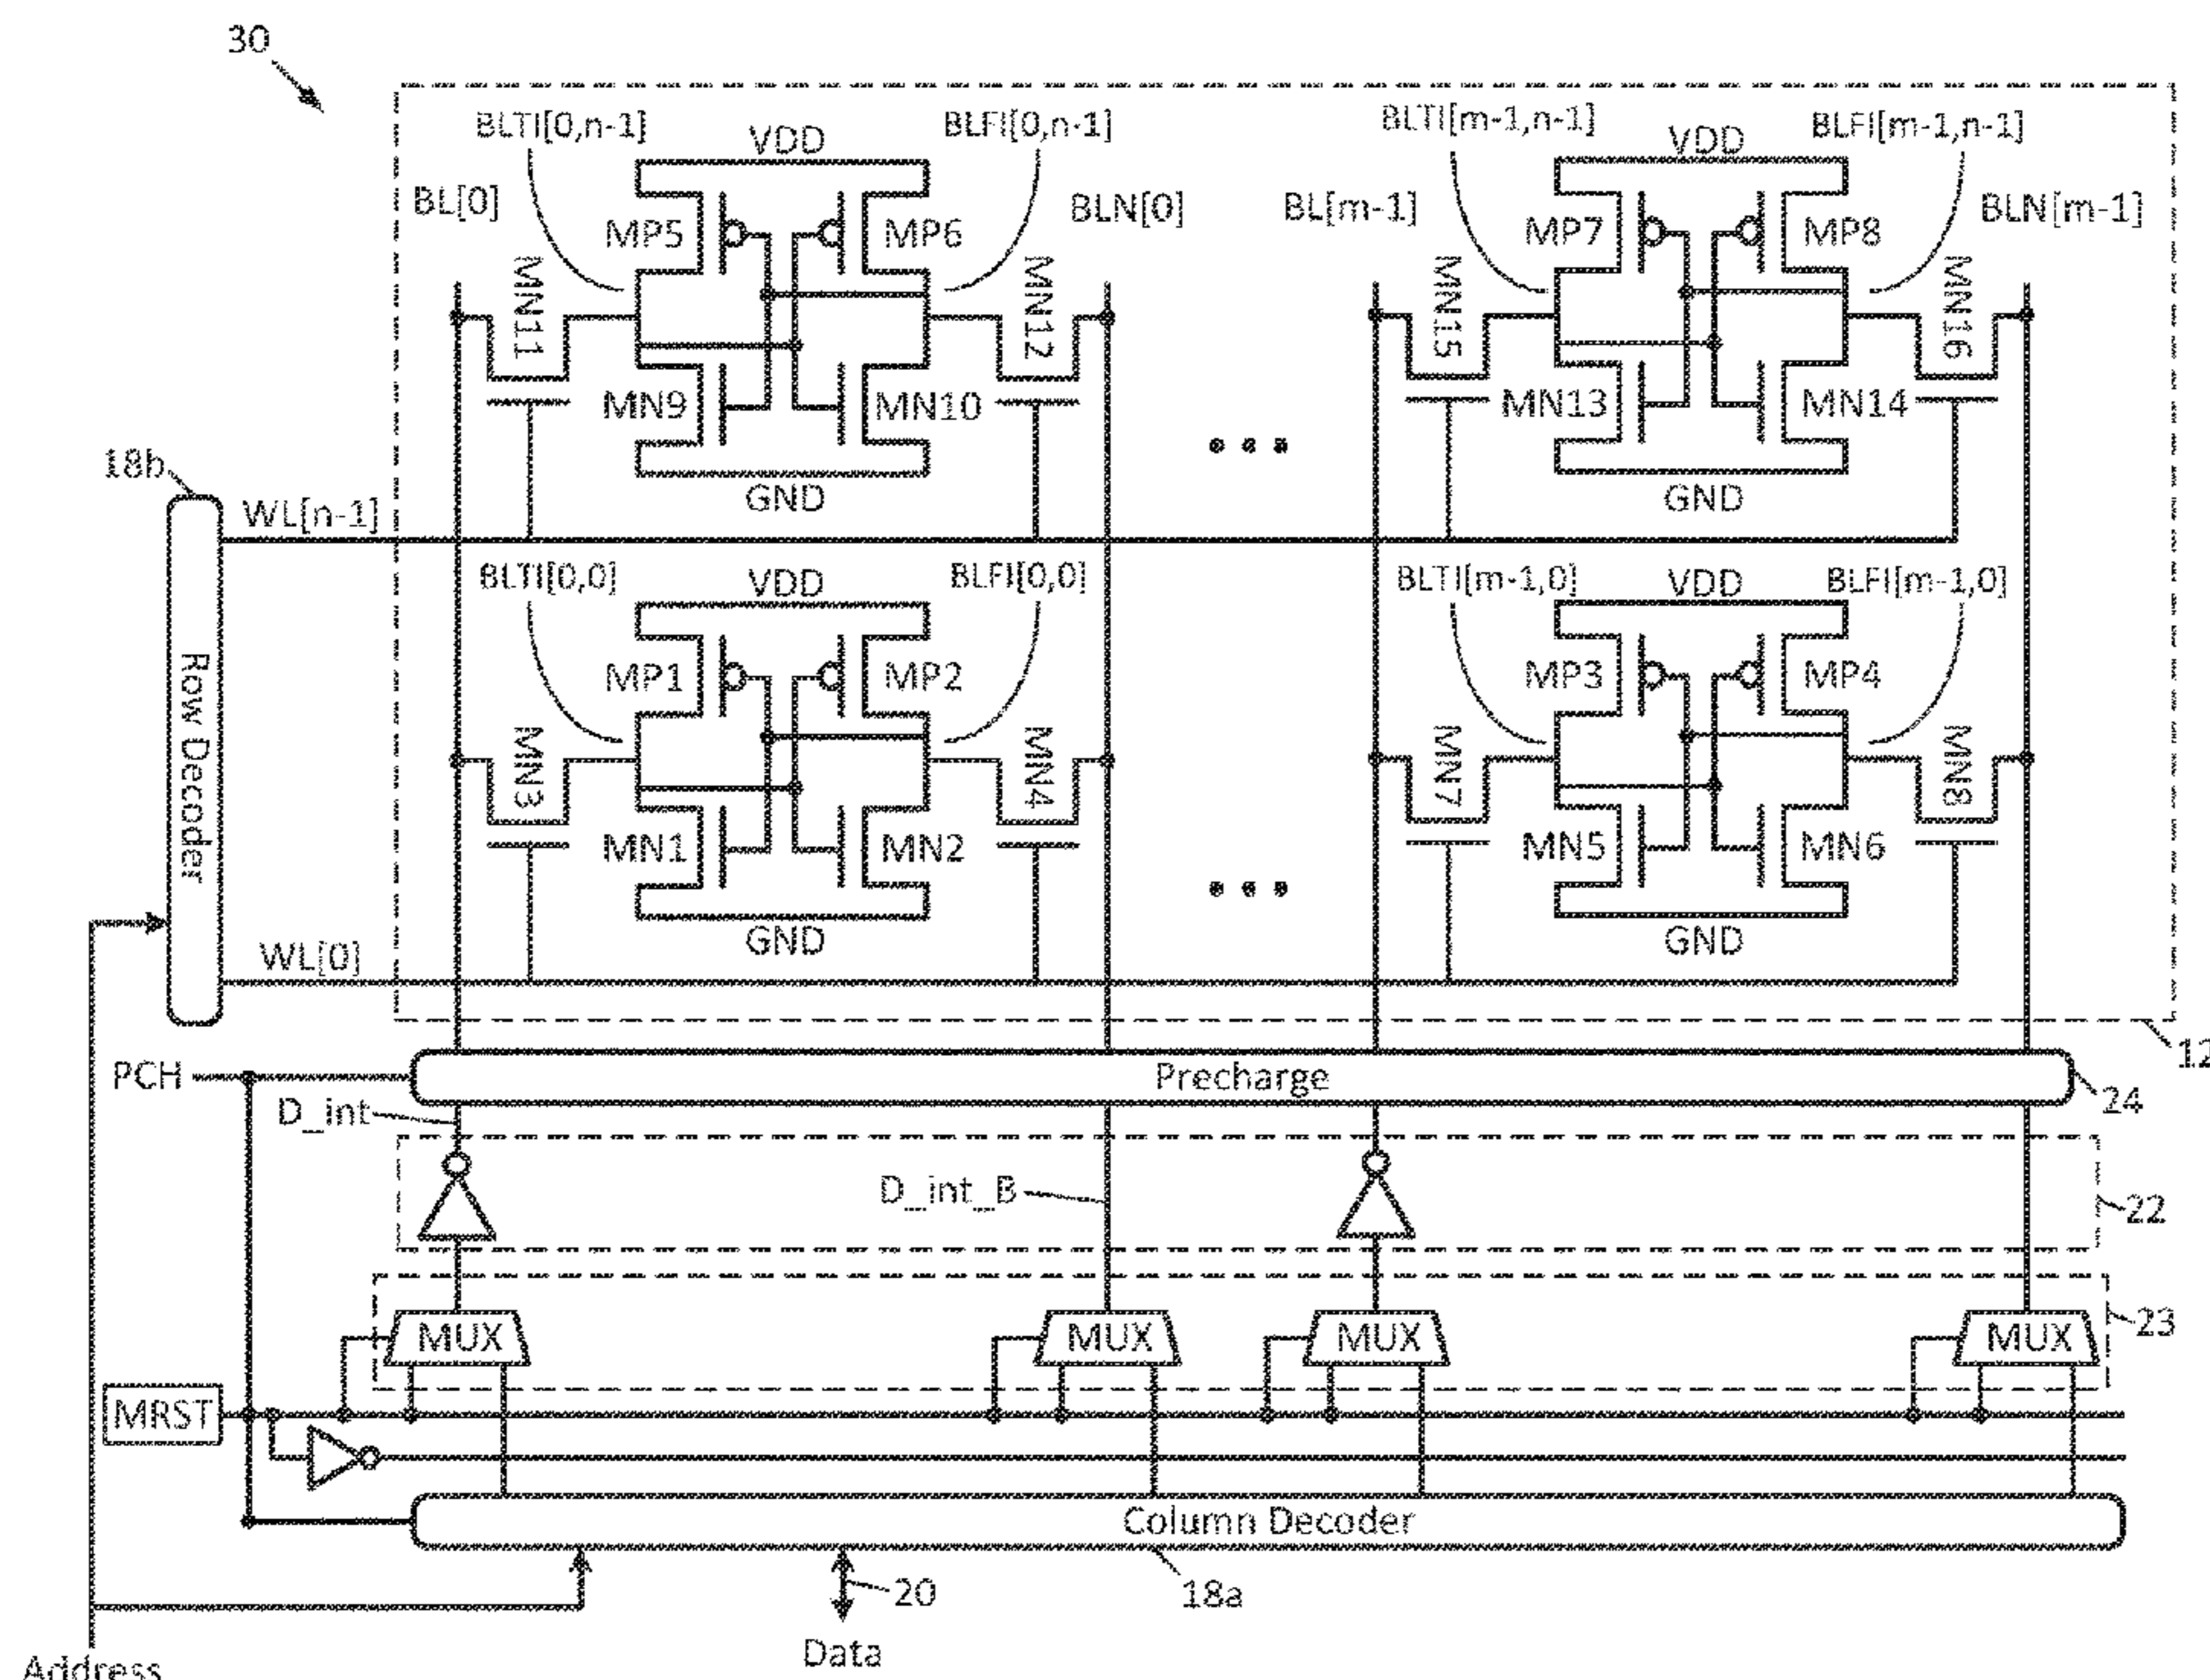 30
BLTI[0,n-1]
VDD
BLFI[0,n-1]
BLTI[m-1,n-1]
VDD
BLFI[m-1,n-1]
BL[0]
MP5
MP6
BLN[0]
BL[m-1]
MP7
MP8
BLN[m-1]
MN11
MN12
MN15
MN16
MN9
MN10
MN13
MN14
18b
GND
GND
WL[n-1]
BLTI[0,0]
VDD
BLFI[0,0]
BLTI[m-1,0]
VDD
BLFI[m-1,0]
Row Decoder
MP1
MP2
MP3
MP4
MN3
MN4
MN7
MN8
MN1
MN2
MN5
MN6
GND
GND
WL[0]
12
PCH
Precharge
24
D_int
D_int_B
22
MUX
MUX
MUX
MUX
23
MRST
Column Decoder
20
18a
Data
Address